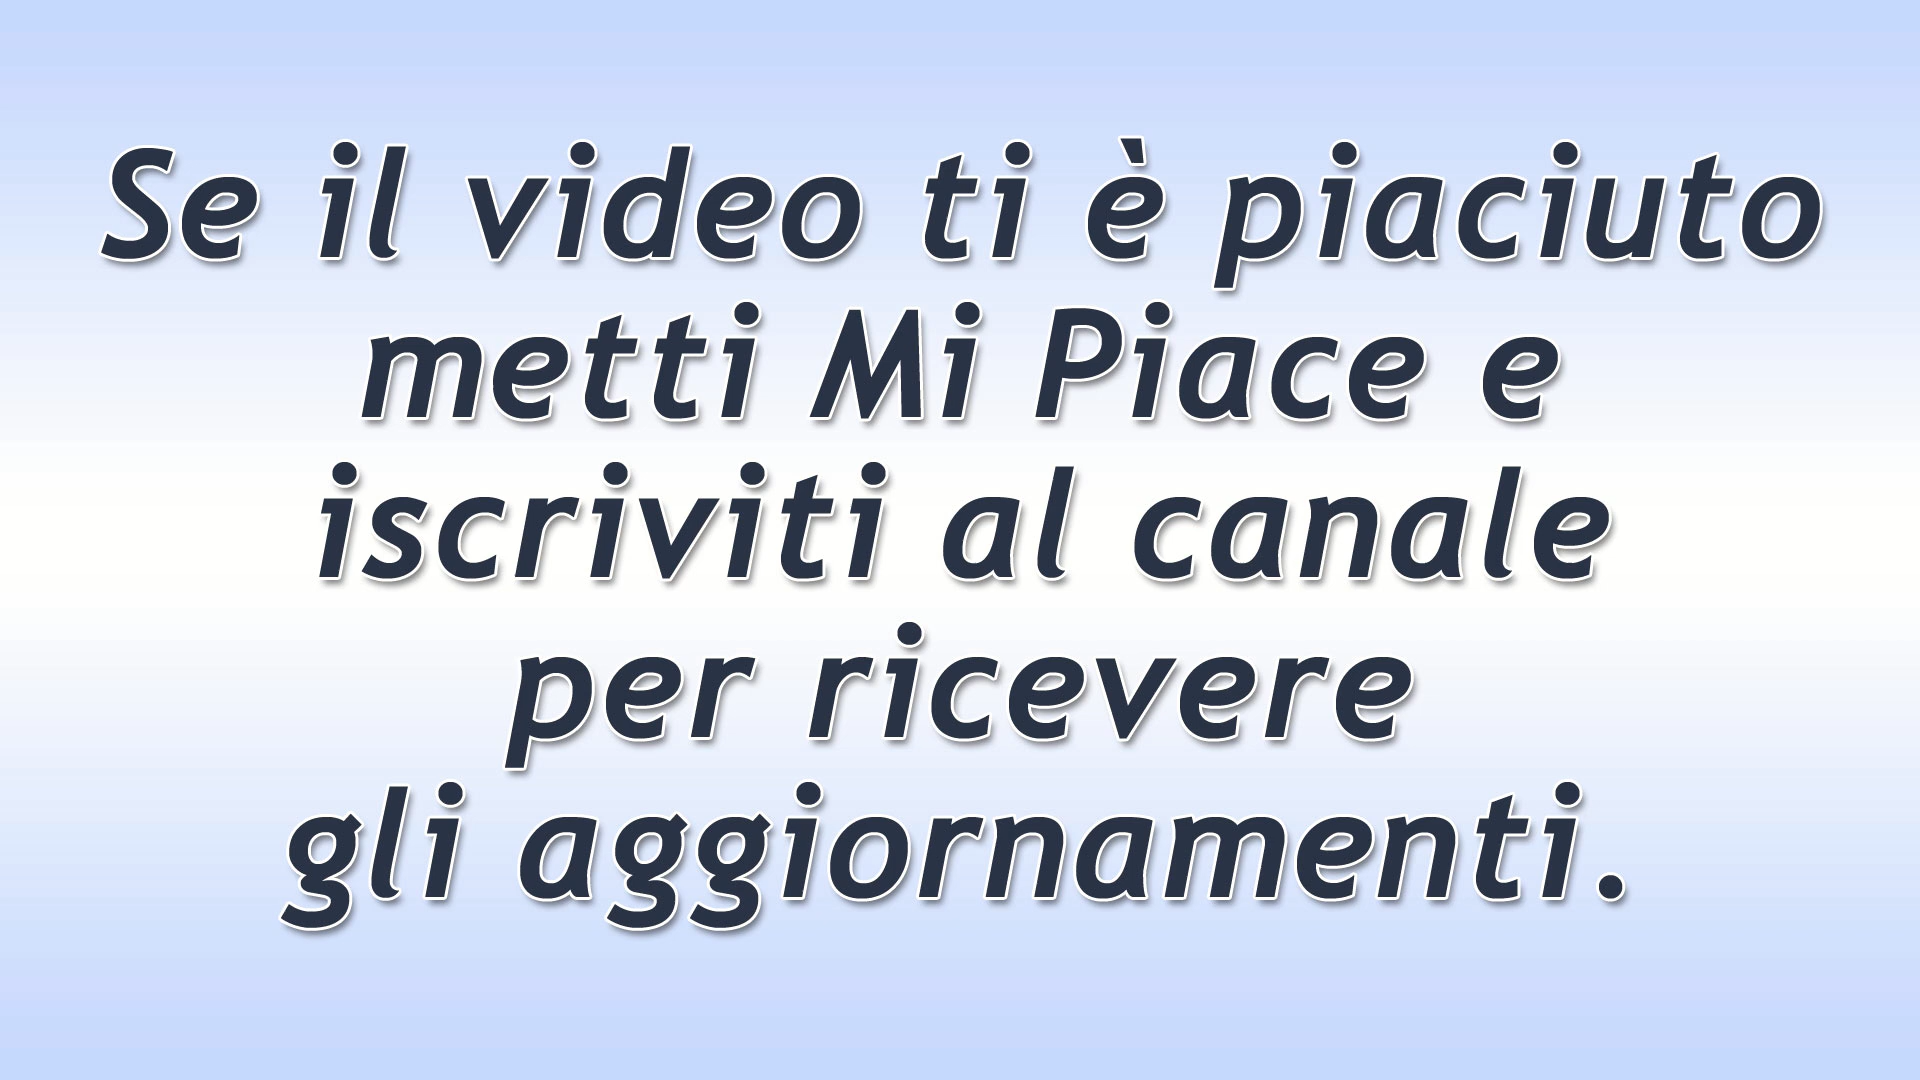 Se il video ti è piaciuto
metti Mi Piace e
iscriviti al canale
per ricevere
gli aggiornamenti.